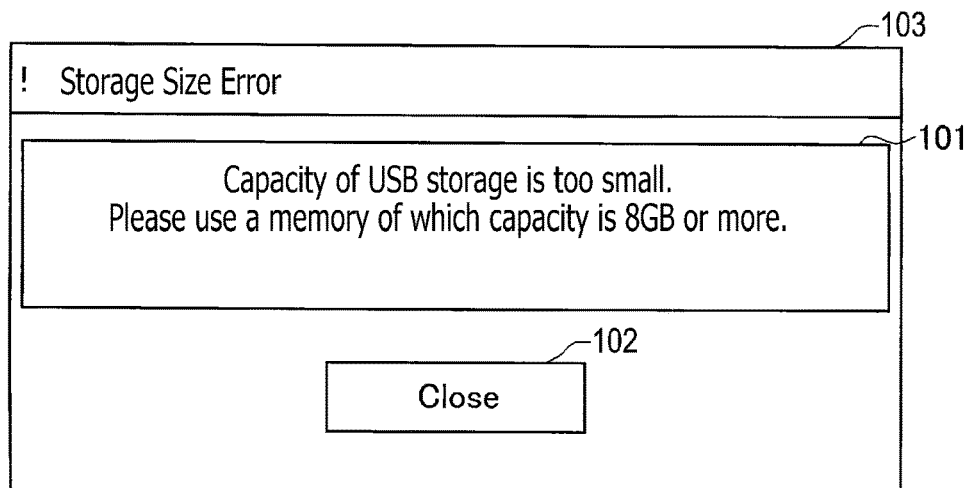 103
! Storage Size Error
101
Capacity of USB storage is too small.
Please use a memory of which capacity is 8GB or more.
102
Close